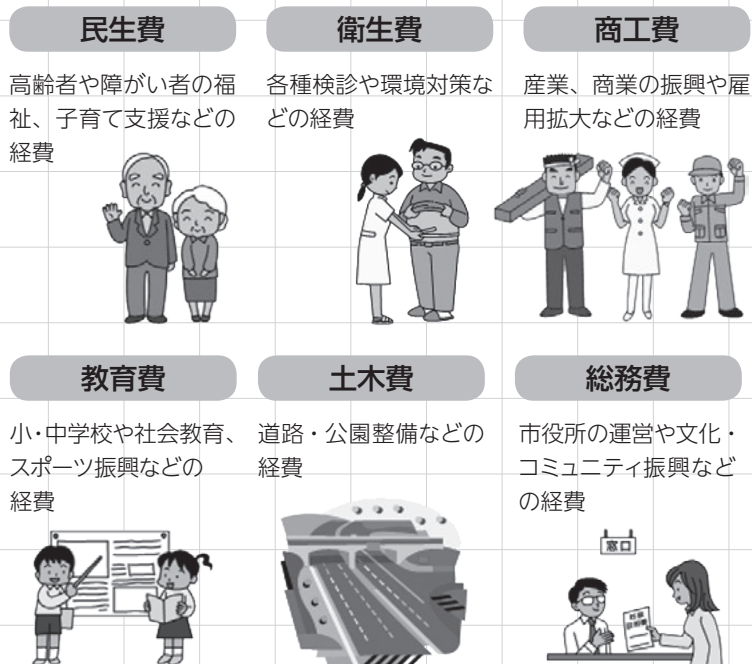 民生費
高齢者や障がい者の福
祉、子育て支援などの
経費
衛生費
各種検診や環境対策な
どの経費
商工費
産業、商業の振興や雇
用拡大などの経費
教育費
小・中学校や社会教育、
スポーツ振興などの
経費
土木費
道路・公園整備などの
経費
総務費
市役所の運営や文化・
コミュニティ振興など
の経費
窓口